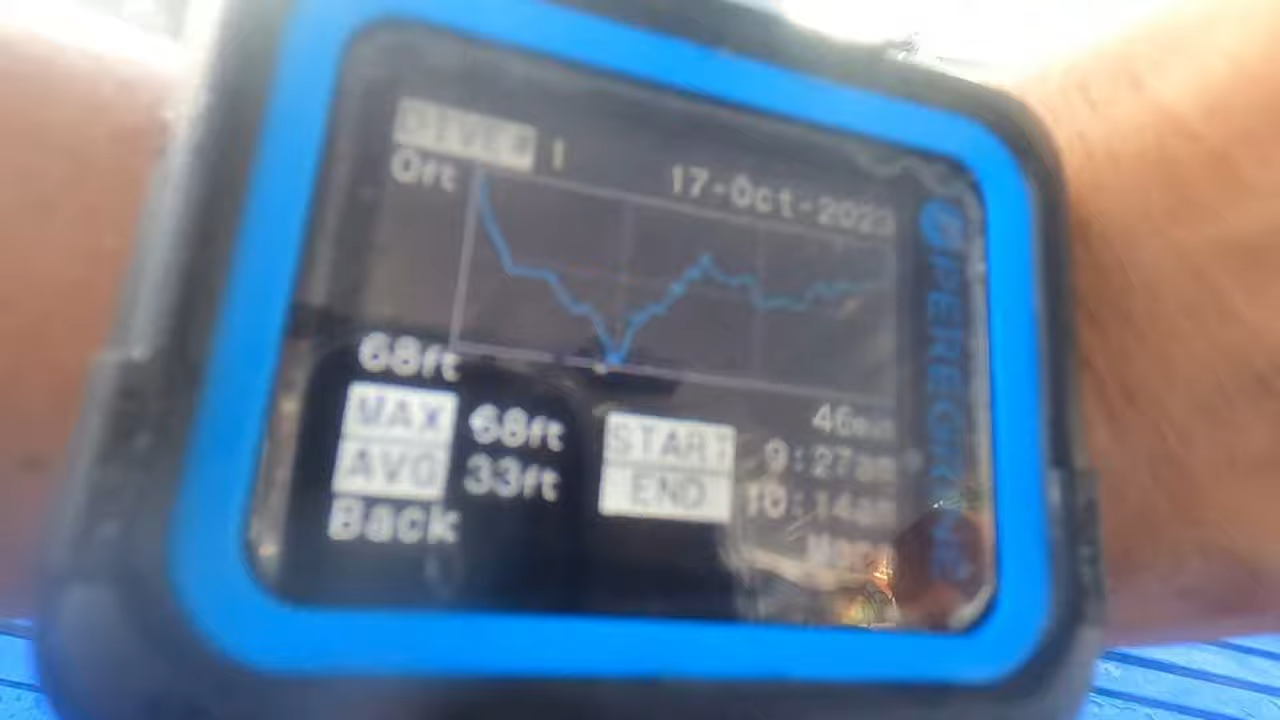 DIVE# 1
17-Oct-2023
0ft
68ft
46min
MAX 68ft START 9:27am
AVG 33ft END 10:14am
Back More
PEREGRINE